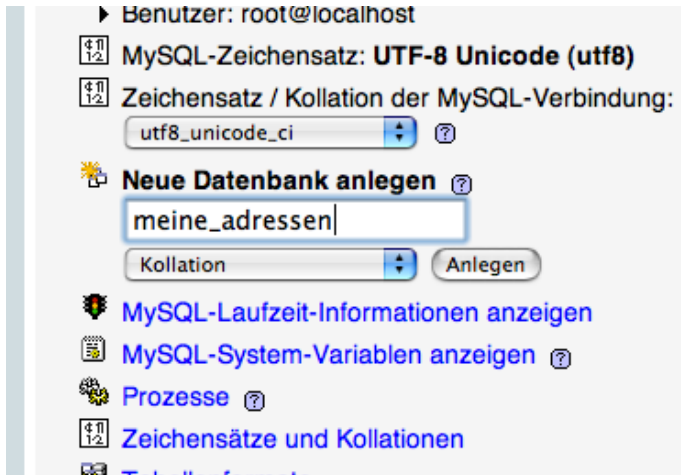 Benutzer: root@localhost
MySQL-Zeichensatz: UTF-8 Unicode (utf8)
Zeichensatz / Kollation der MySQL-Verbindung:
utf8_unicode_ci
Neue Datenbank anlegen
meine_adressen
Kollation Anlegen
MySQL-Laufzeit-Informationen anzeigen
MySQL-System-Variablen anzeigen
Prozesse
Zeichensätze und Kollationen